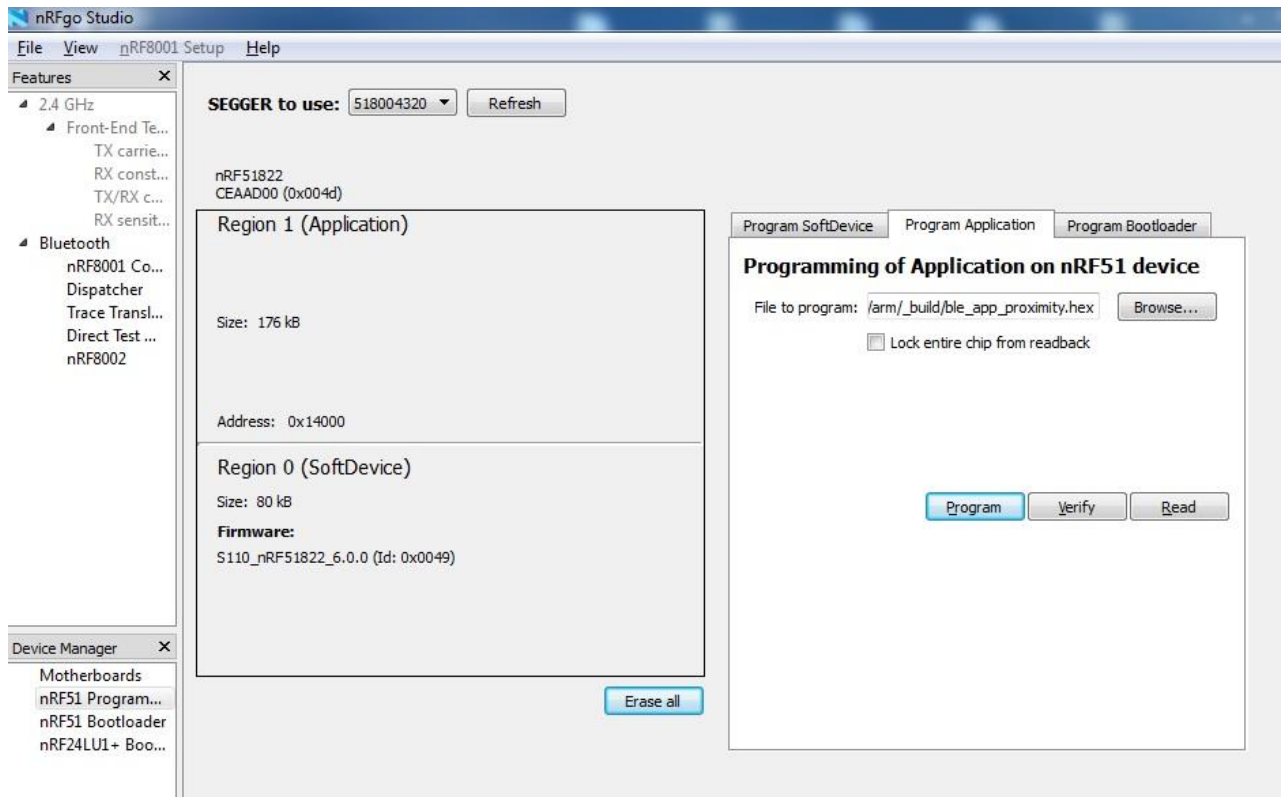 nRFgo Studio
File View nRF8001 Setup Help
Features
2.4 GHz
Front-End Te...
TX carrie...
RX const...
TX/RX c...
RX sensit...
Bluetooth
nRF8001 Co...
Dispatcher
Trace Transl...
Direct Test ...
nRF8002
Device Manager
Motherboards
nRF51 Program...
nRF51 Bootloader
nRF24LU1+ Boo...
SEGGER to use: 518004320 Refresh
nRF51822
CEAAD00 (0x004d)
Region 1 (Application)
Size: 176 kB
Address: 0x14000
Region 0 (SoftDevice)
Size: 80 kB
Firmware:
S110_nRF51822_6.0.0 (Id: 0x0049)
Erase all
Program SoftDevice Program Application Program Bootloader
Programming of Application on nRF51 device
File to program: /arm/_build/ble_app_proximity.hex Browse...
Lock entire chip from readback
Program Verify Read